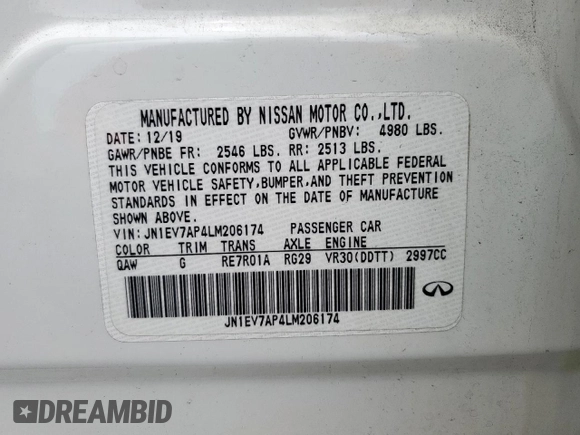 MANUFACTURED BY NISSAN MOTOR CO.,LTD.
DATE: 12/19 GVWR/PNBV: 4980 LBS.
GAWR/PNBE FR: 2546 LBS. RR: 2513 LBS.
THIS VEHICLE CONFORMS TO ALL APPLICABLE FEDERAL
MOTOR VEHICLE SAFETY,BUMPER,AND THEFT PREVENTION
STANDARDS IN EFFECT ON THE DATE OF MANUFACTURE
SHOWN ABOVE.
VIN: JN1EV7AP4LM206174 PASSENGER CAR
COLOR TRIM TRANS AXLE ENGINE
QAW G RE7R01A RG29 VR30(DDTT) 2997CC
JN1EV7AP4LM206174
DREAMBID